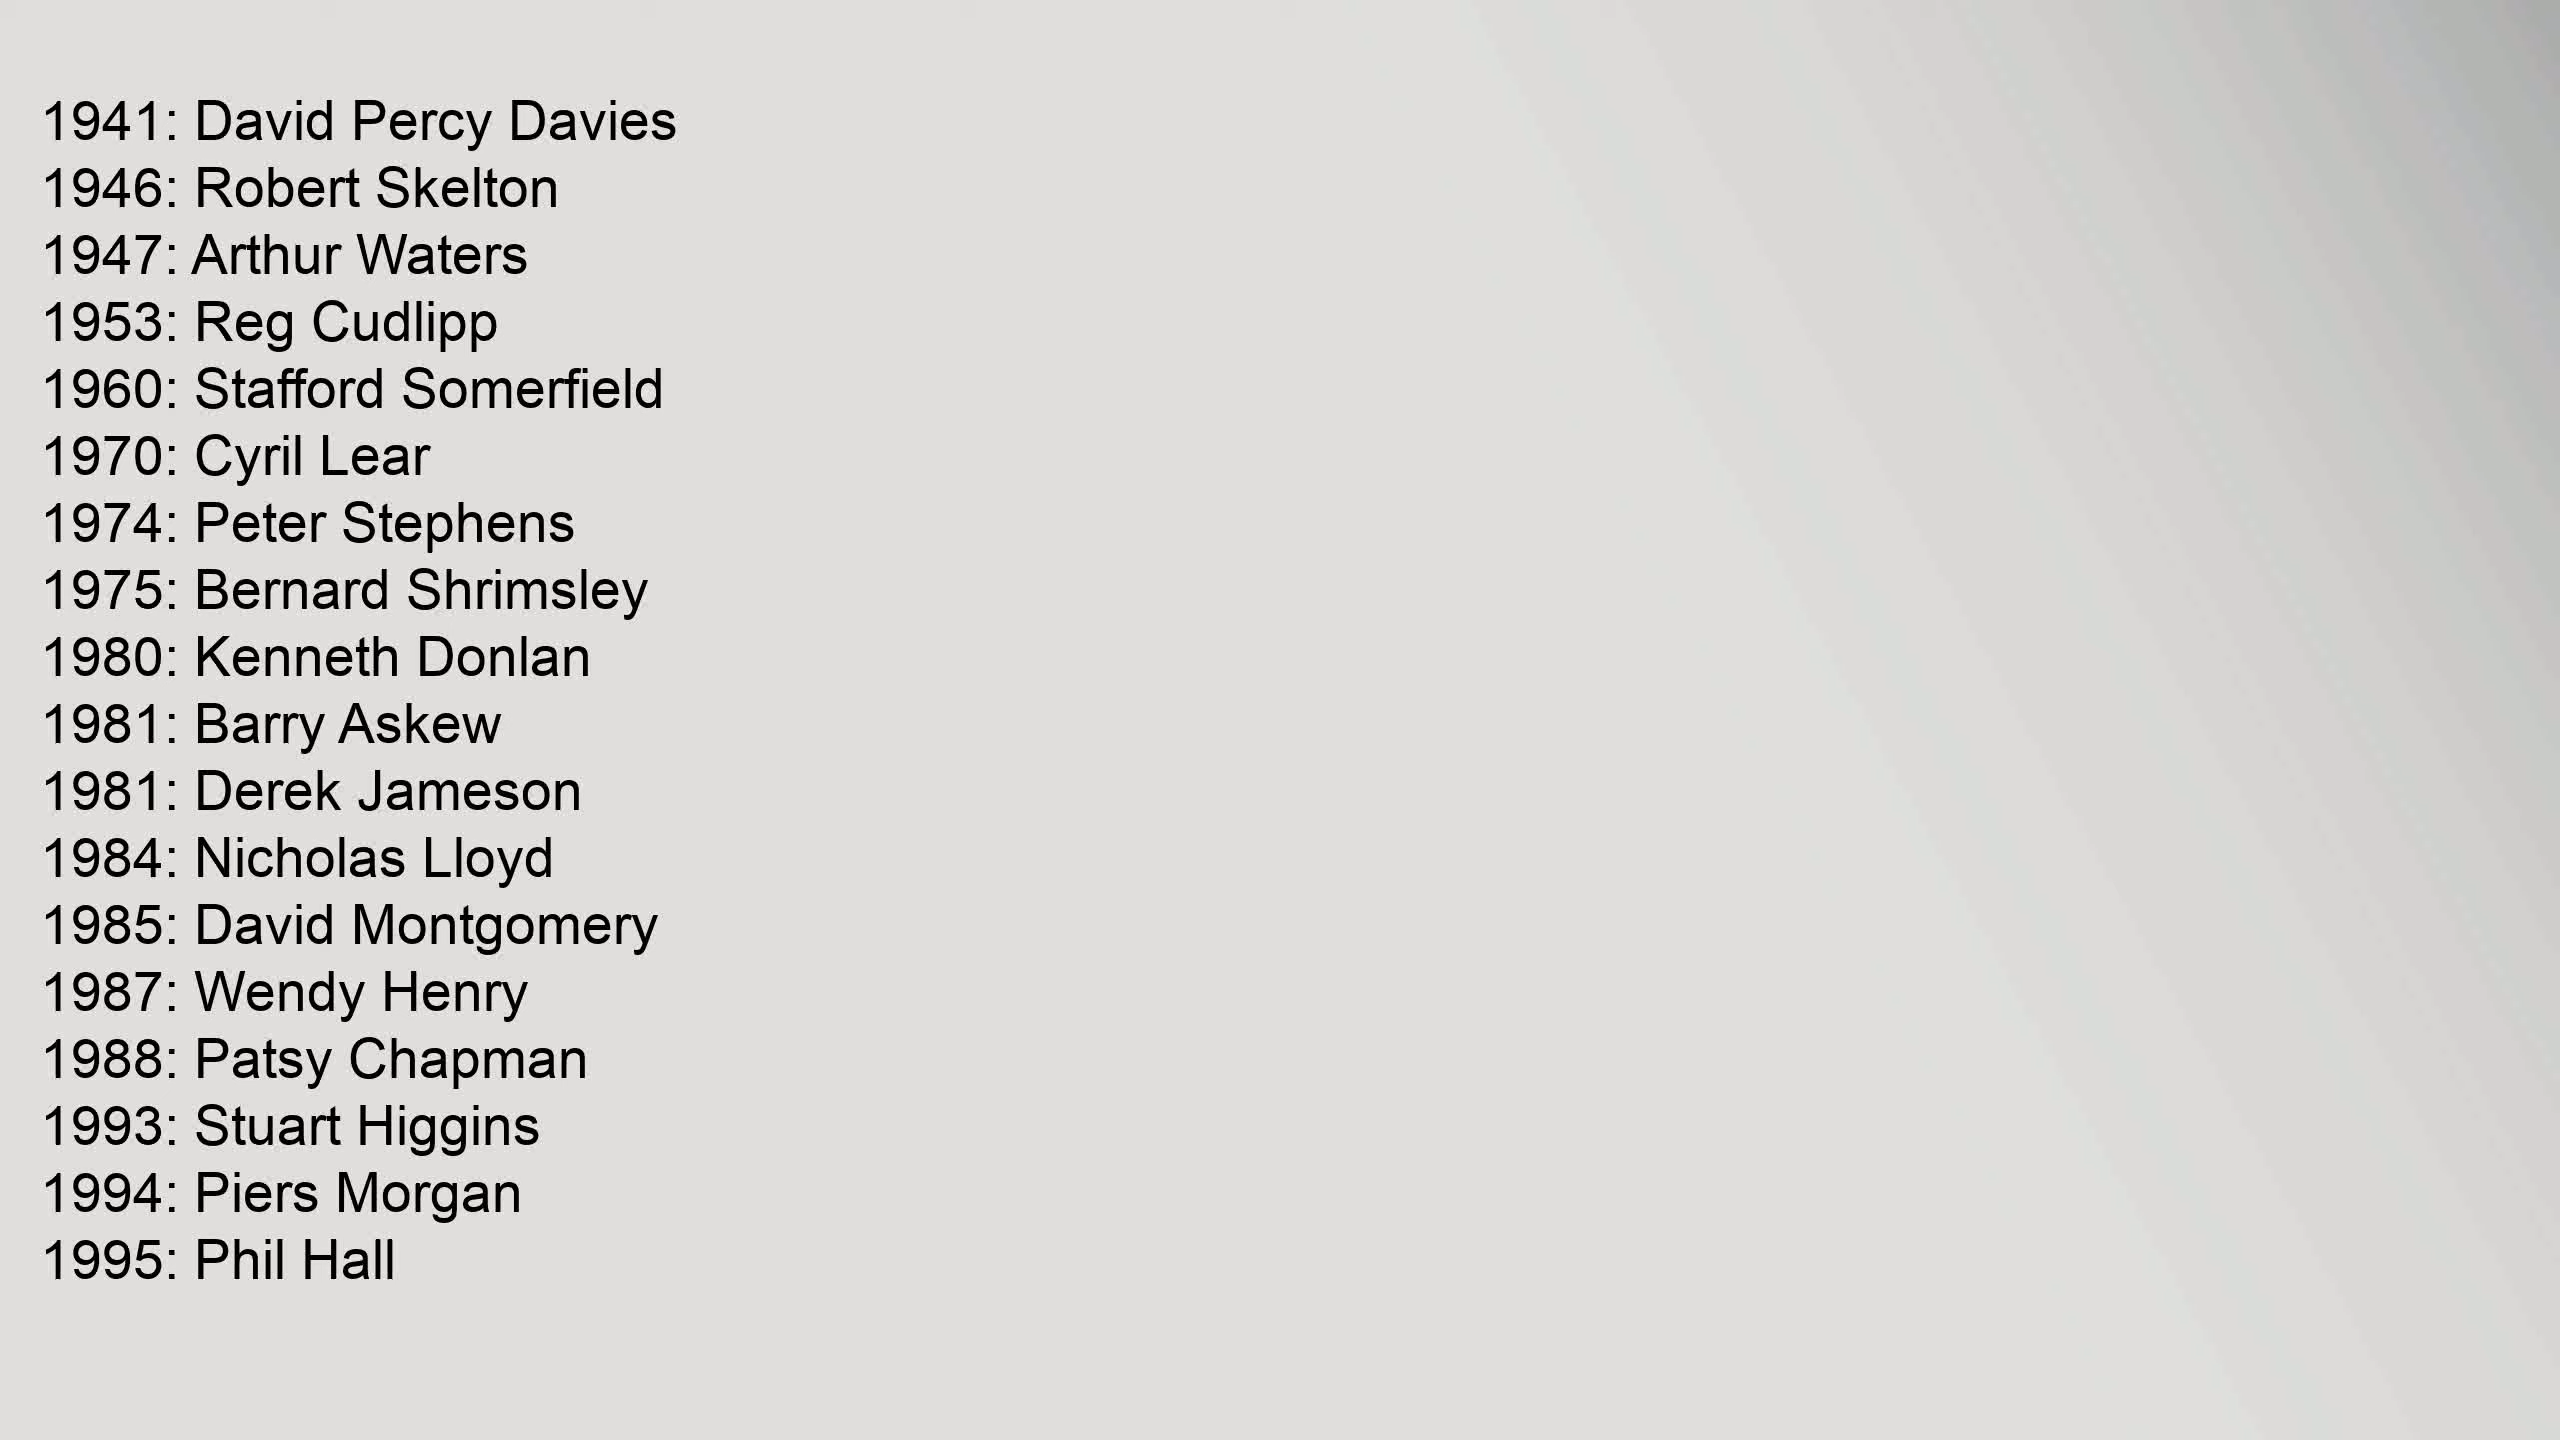 1941: David Percy Davies
1946: Robert Skelton
1947: Arthur Waters
1953: Reg Cudlipp
1960: Stafford Somerfield
1970: Cyril Lear
1974: Peter Stephens
1975: Bernard Shrimsley
1980: Kenneth Donlan
1981: Barry Askew
1981: Derek Jameson
1984: Nicholas Lloyd
1985: David Montgomery
1987: Wendy Henry
1988: Patsy Chapman
1993: Stuart Higgins
1994: Piers Morgan
1995: Phil Hall